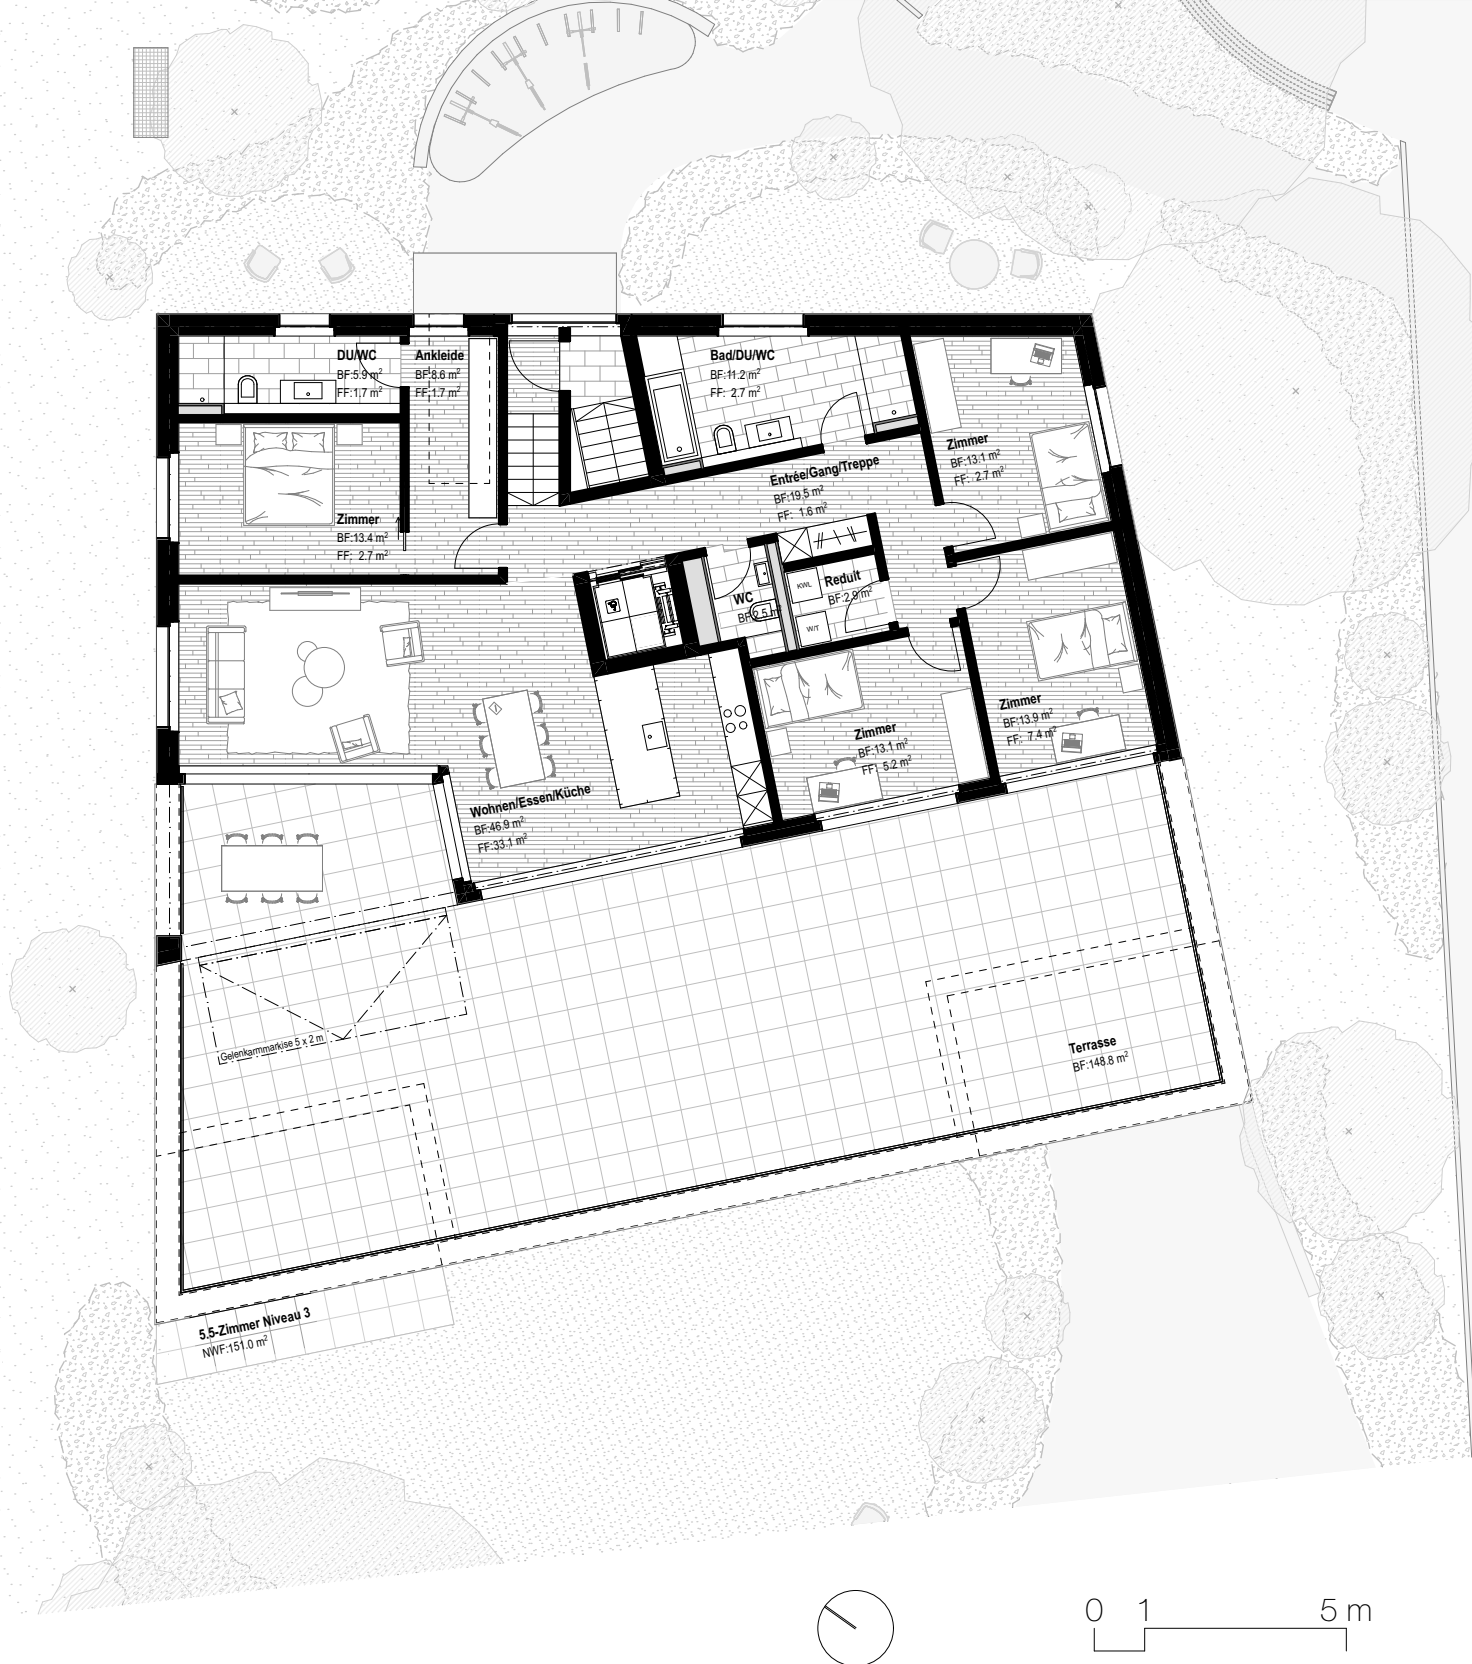 DU/WC
BF:5.9 m²
FF:1.7 m²
Ankleide
BF:8.6 m²
FF:1.7 m²
Bad/DU/WC
BF:11.2 m²
FF: 2.7 m²
Zimmer
BF:13.1 m²
FF: 2.7 m²
Entrée/Gang/Treppe
BF:19.5 m²
FF: 1.6 m²
Zimmer
BF:13.4 m²
FF: 2.7 m²
WC
BF:2.5 m²
KWL
W/T
Reduit
BF:2.9 m²
Zimmer
BF:13.9 m²
FF: 7.4 m²
Zimmer
BF:13.1 m²
FF: 5.2 m²
Wohnen/Essen/Küche
BF:46.9 m²
FF:33.1 m²
Gelenkarmmarkise 5 x 2 m
Terrasse
BF:148.8 m²
5.5-Zimmer Niveau 3
NWF:151.0 m²
0 1 5 m